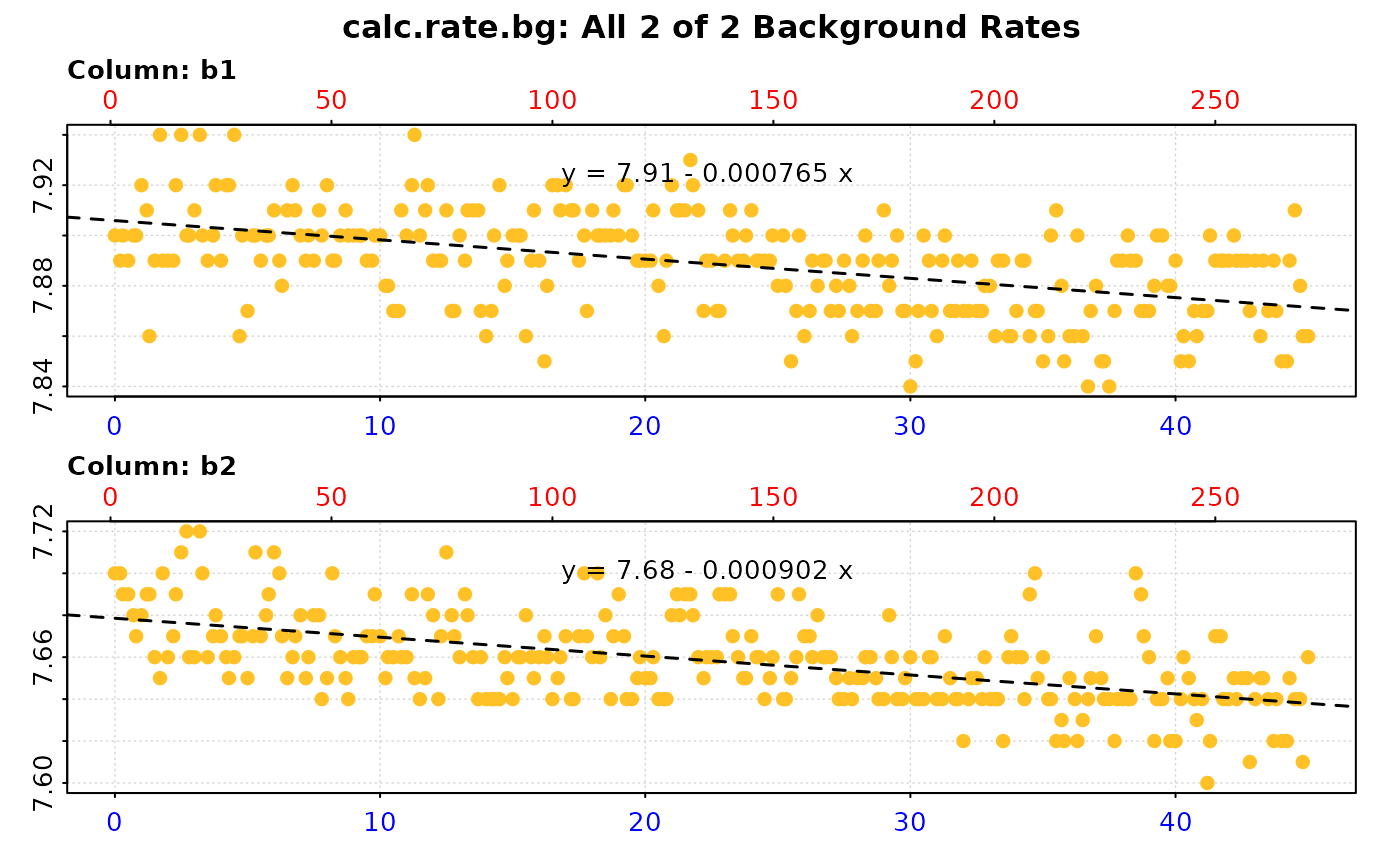 calc.rate.bg: All 2 of 2 Background Rates
Column: b1
0 50 100 150 200 250
7.92
7.88
7.84
y = 7.91 - 0.000765 x
0 10 20 30 40
Column: b2
0 50 100 150 200 250
7.72
7.66
7.60
y = 7.68 - 0.000902 x
0 10 20 30 40